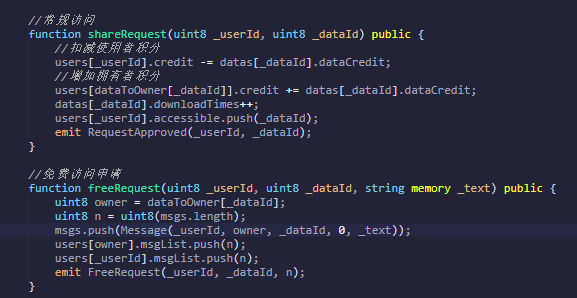 //常规访问
function shareRequest(uint8 _userId, uint8 _dataId) public {
//扣减使用者积分
users[_userId].credit -= datas[_dataId].dataCredit;
//增加拥有者积分
users[dataToOwner[_dataId]].credit += datas[_dataId].dataCredit;
datas[_dataId].downloadTimes++;
users[_userId].accessible.push(_dataId);
emit RequestApproved(_userId, _dataId);
}
//免费访问申请
function freeRequest(uint8 _userId, uint8 _dataId, string memory _text) public {
uint8 owner = dataToOwner[_dataId];
uint8 n = uint8(msgs.length);
msgs.push(Message(_userId, owner, _dataId, 0, _text));
users[owner].msgList.push(n);
users[_userId].msgList.push(n);
emit FreeRequest(_userId, _dataId, n);
}